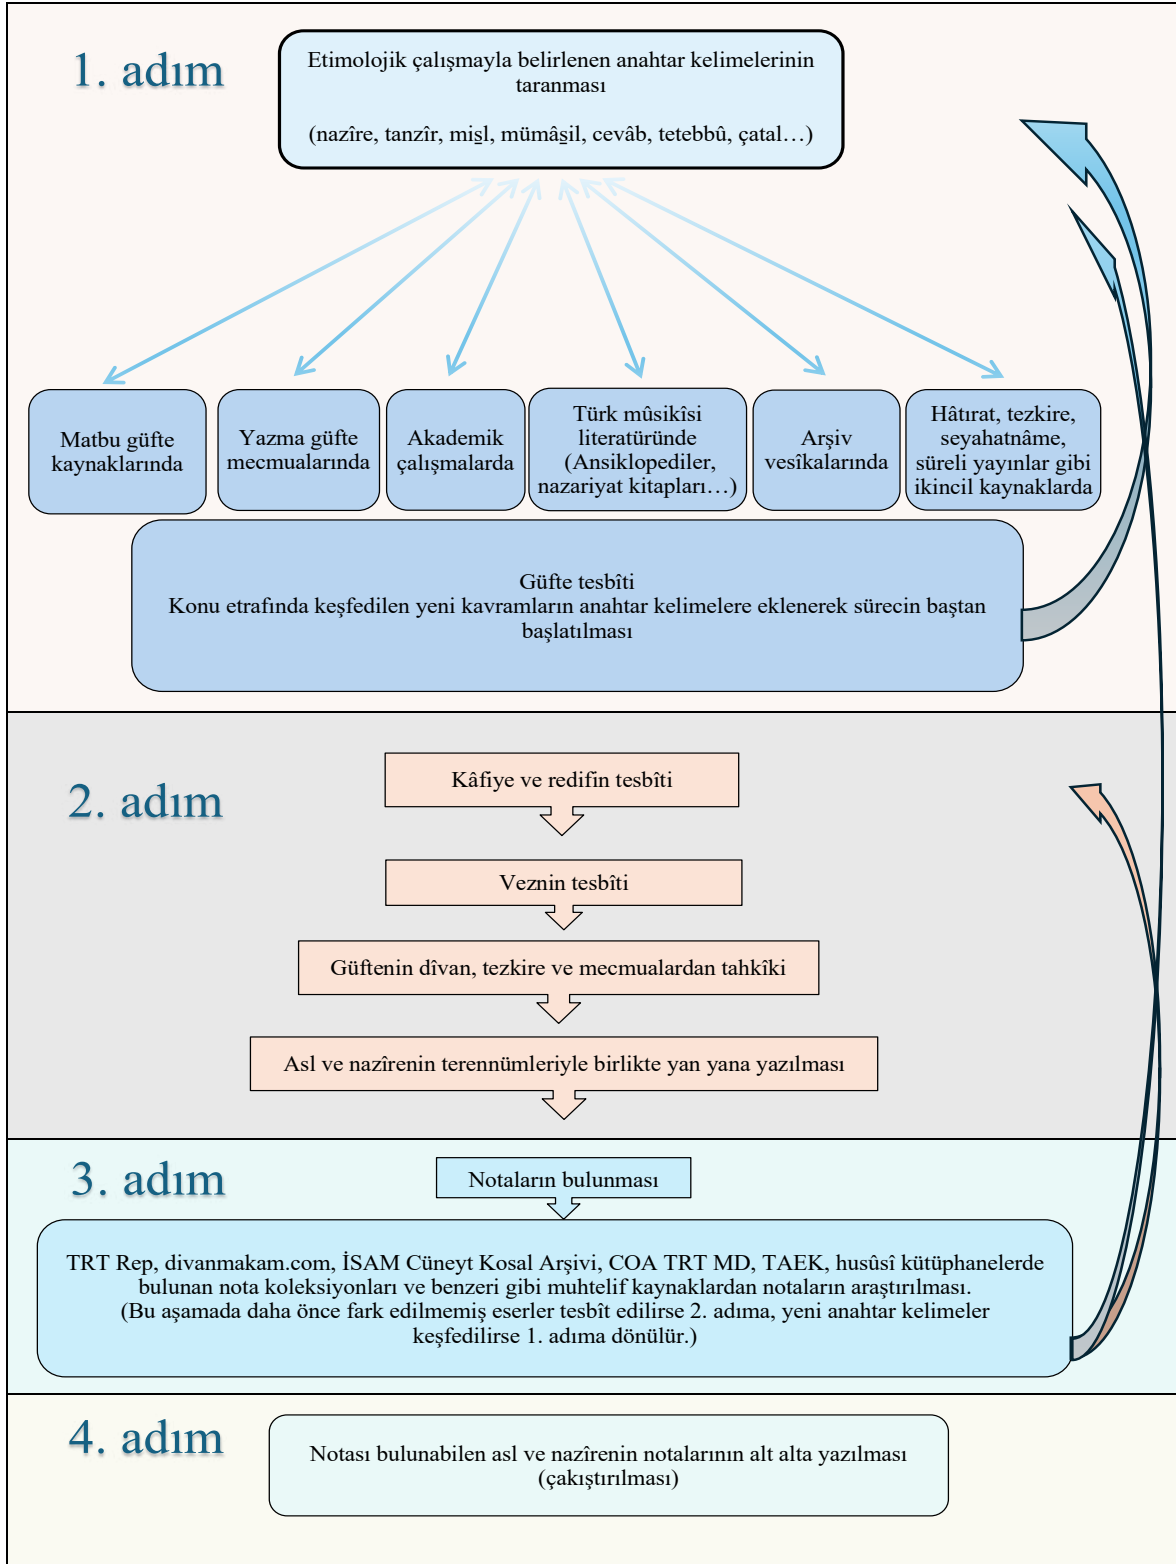 1. adım
Etimolojik çalışmayla belirlenen anahtar kelimelerinin
taranması
(nazîre, tanzîr, mis̱l, mümâs̱il, cevâb, tetebbû, çatal…)
Matbu güfte
kaynaklarında
Yazma güfte
mecmualarında
Akademik
çalışmalarda
Türk mûsikîsi
literatüründe
(Ansiklopediler,
nazariyat kitapları…)
Arşiv
vesîkalarında
Hâtırat, tezkire,
seyahatnâme,
süreli yayınlar gibi
ikincil kaynaklarda
Güfte tesbîti
Konu etrafında keşfedilen yeni kavramların anahtar kelimelere eklenerek sürecin baştan
başlatılması
2. adım
Kâfiye ve redifin tesbîti
Veznin tesbîti
Güftenin dîvan, tezkire ve mecmualardan tahkîki
Asl ve nazîrenin terennümleriyle birlikte yan yana yazılması
3. adım
Notaların bulunması
TRT Rep, divanmakam.com, İSAM Cüneyt Kosal Arşivi, COA TRT MD, TAEK, husûsî kütüphanelerde
bulunan nota koleksiyonları ve benzeri gibi muhtelif kaynaklardan notaların araştırılması.
(Bu aşamada daha önce fark edilmemiş eserler tesbît edilirse 2. adıma, yeni anahtar kelimeler
keşfedilirse 1. adıma dönülür.)
4. adım
Notası bulunabilen asl ve nazîrenin notalarının alt alta yazılması
(çakıştırılması)